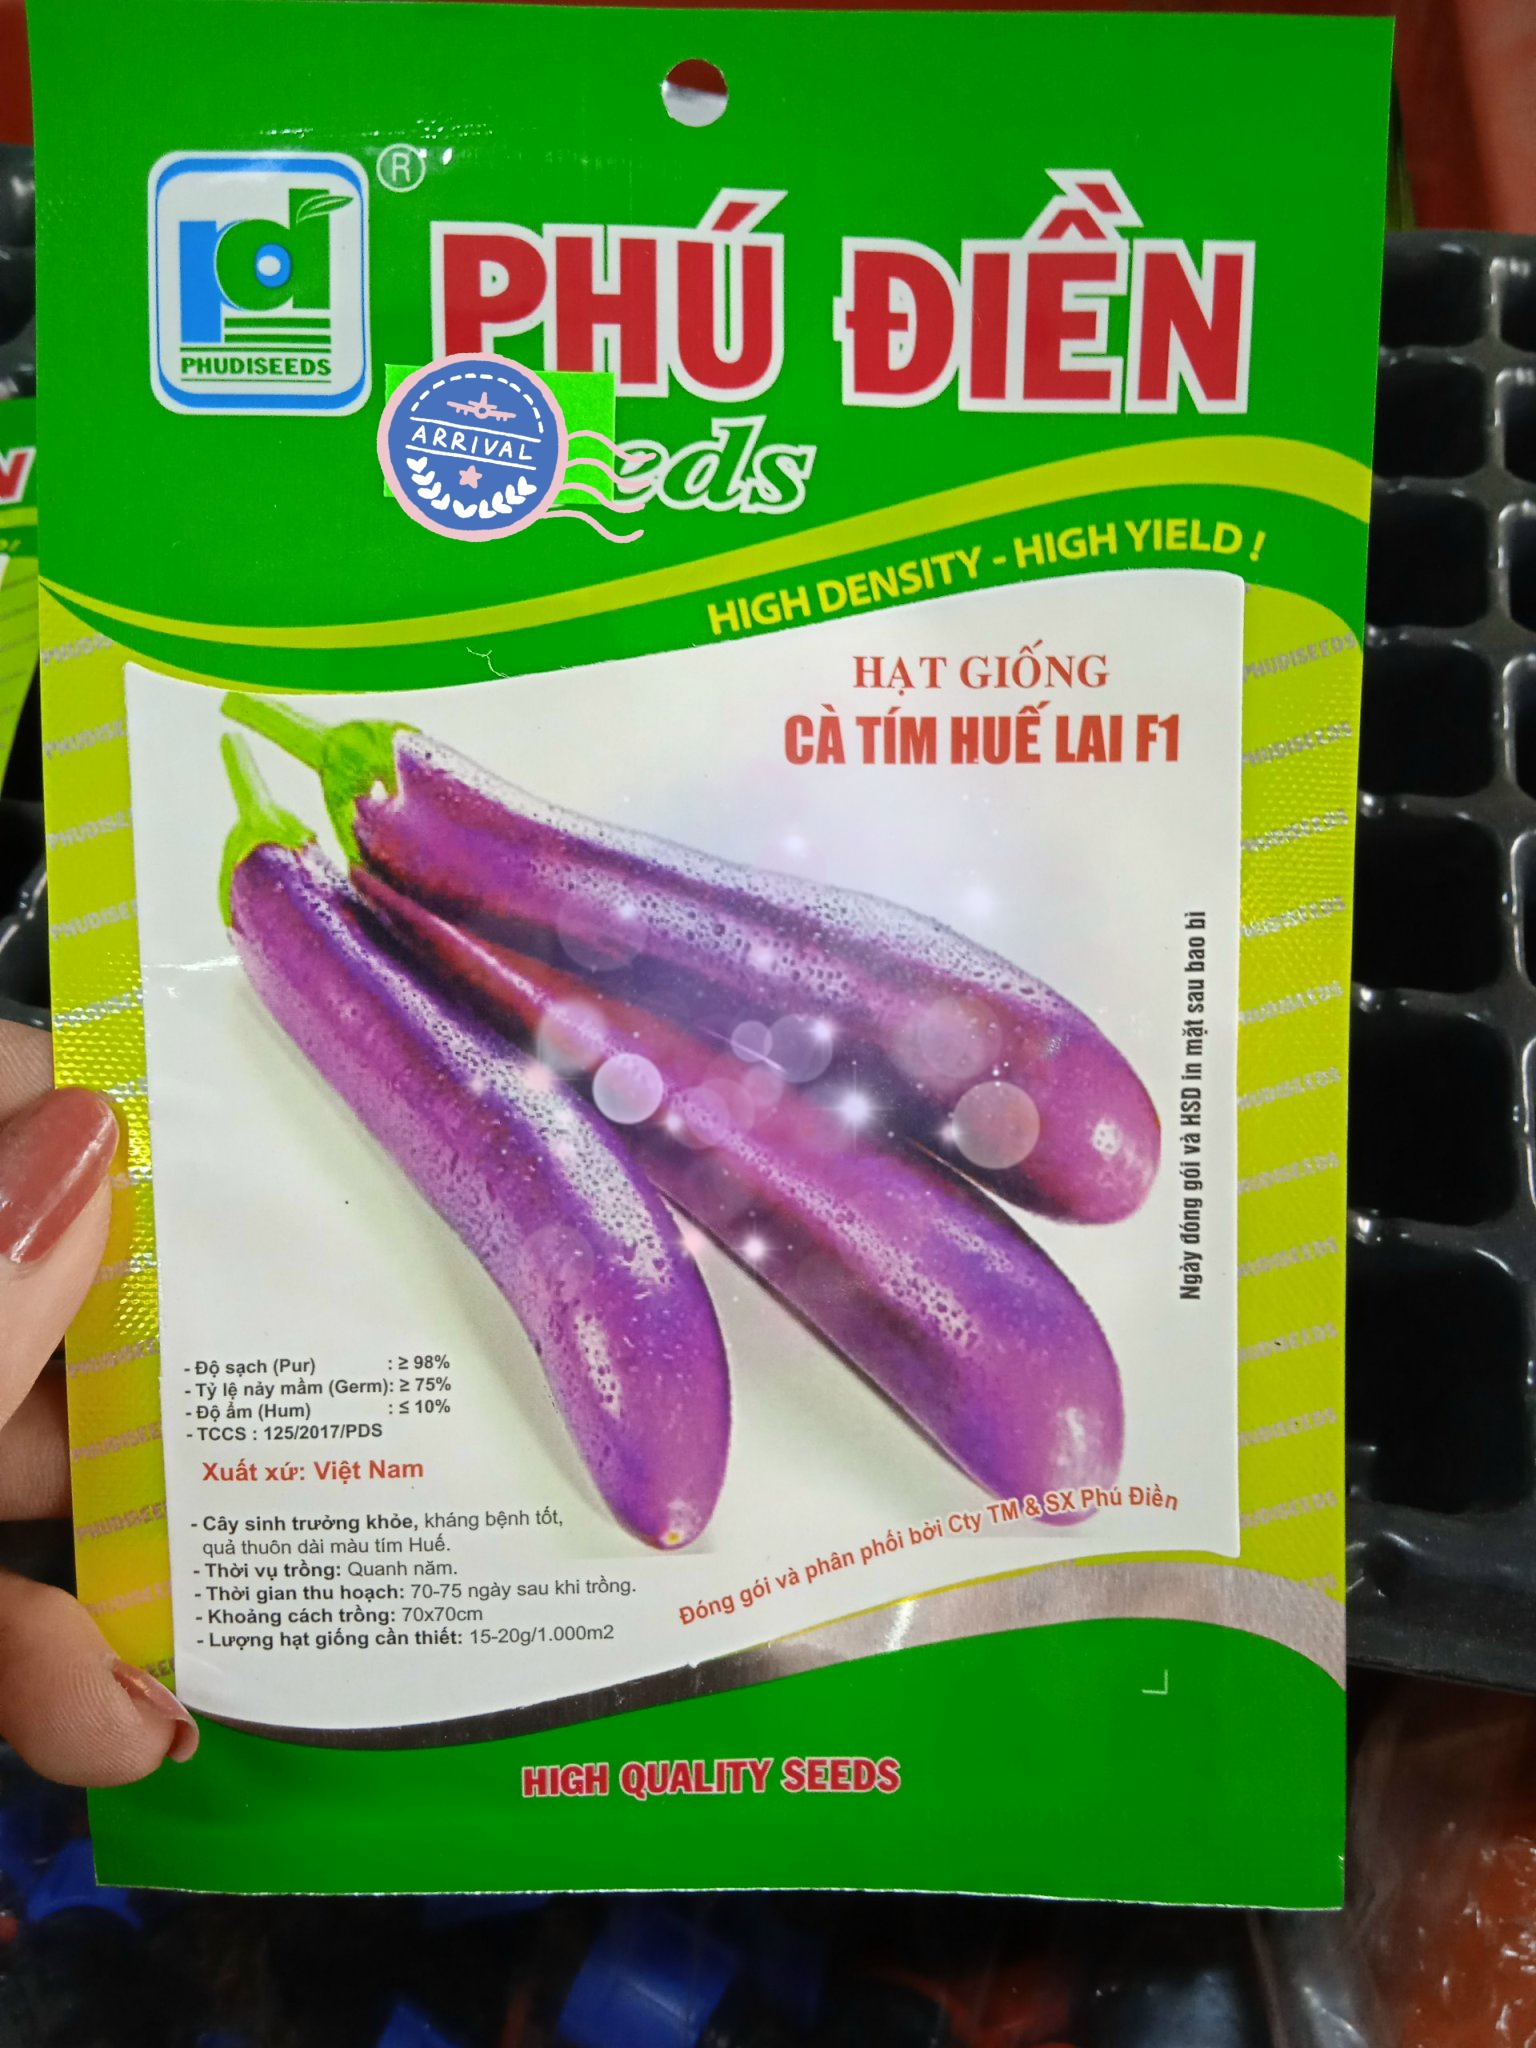 PHÚ ĐIỀN
®
PHUDISEEDS
ARRIVAL
HIGH DENSITY - HIGH YIELD !
HẠT GIỐNG
CÀ TÍM HUẾ LAI F1
Ngày đóng gói và HSD in mặt sau bao bì
- Độ sạch (Pur) : ≥ 98%
- Tỷ lệ nảy mầm (Germ): ≥ 75%
- Độ ẩm (Hum) : ≤ 10%
- TCCS : 125/2017/PDS
Xuất xứ: Việt Nam
- Cây sinh trưởng khỏe, kháng bệnh tốt,
quả thuôn dài màu tím Huế.
- Thời vụ trồng: Quanh năm.
- Thời gian thu hoạch: 70-75 ngày sau khi trồng.
- Khoảng cách trồng: 70x70cm
- Lượng hạt giống cần thiết: 15-20g/1.000m2
Đóng gói và phân phối bởi Cty TM & SX Phú Điền
HIGH QUALITY SEEDS